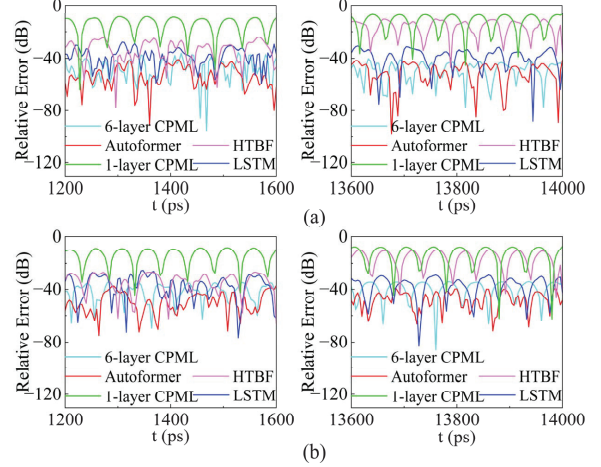 0
−40
−80
−120
Relative Error (dB)
6-layer CPML
Autoformer
HTBF
1-layer CPML
LSTM
1200
1400
1600
t (ps)
0
−40
−80
−120
Relative Error (dB)
6-layer CPML
Autoformer
HTBF
1-layer CPML
LSTM
13600
13800
14000
t (ps)
(a)
0
−40
−80
−120
Relative Error (dB)
6-layer CPML
Autoformer
HTBF
1-layer CPML
LSTM
1200
1400
1600
t (ps)
0
−40
−80
−120
Relative Error (dB)
6-layer CPML
Autoformer
HTBF
1-layer CPML
LSTM
13600
13800
14000
t (ps)
(b)